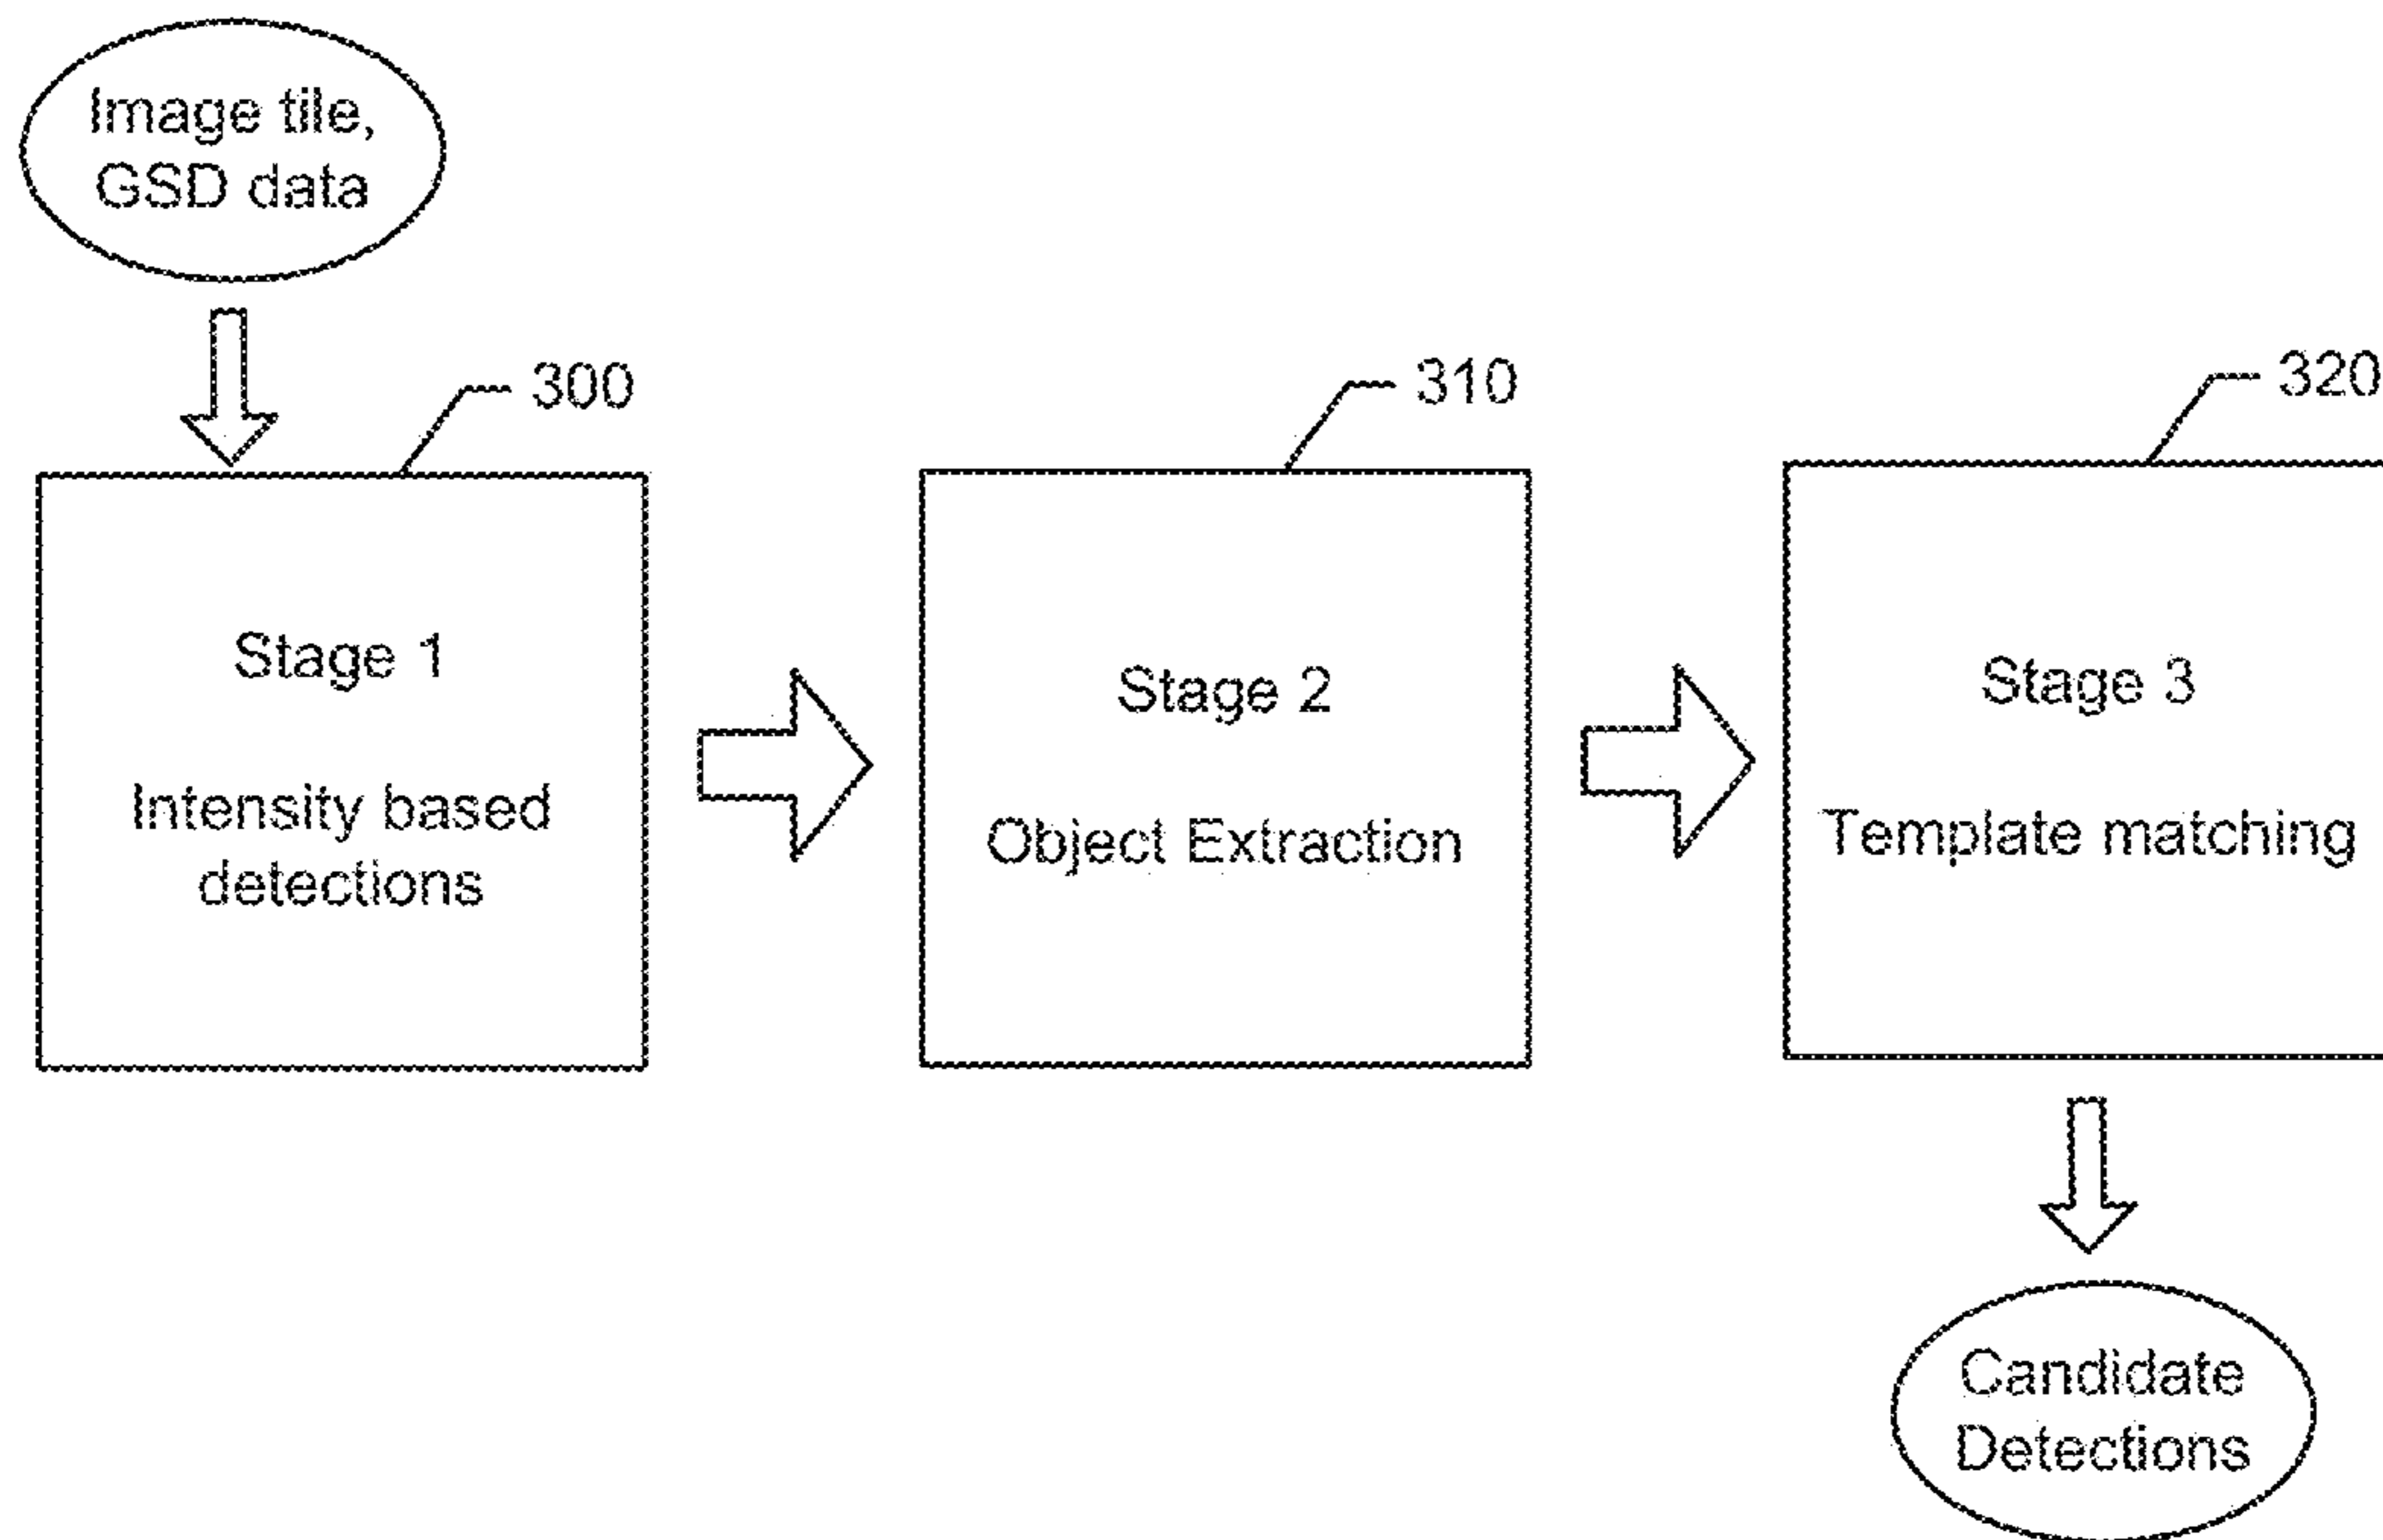 Image tile,
GSD data
300
310
320
Stage 1
Intensity based
detections
Stage 2
Object Extraction
Stage 3
Template matching
Candidate
Detections